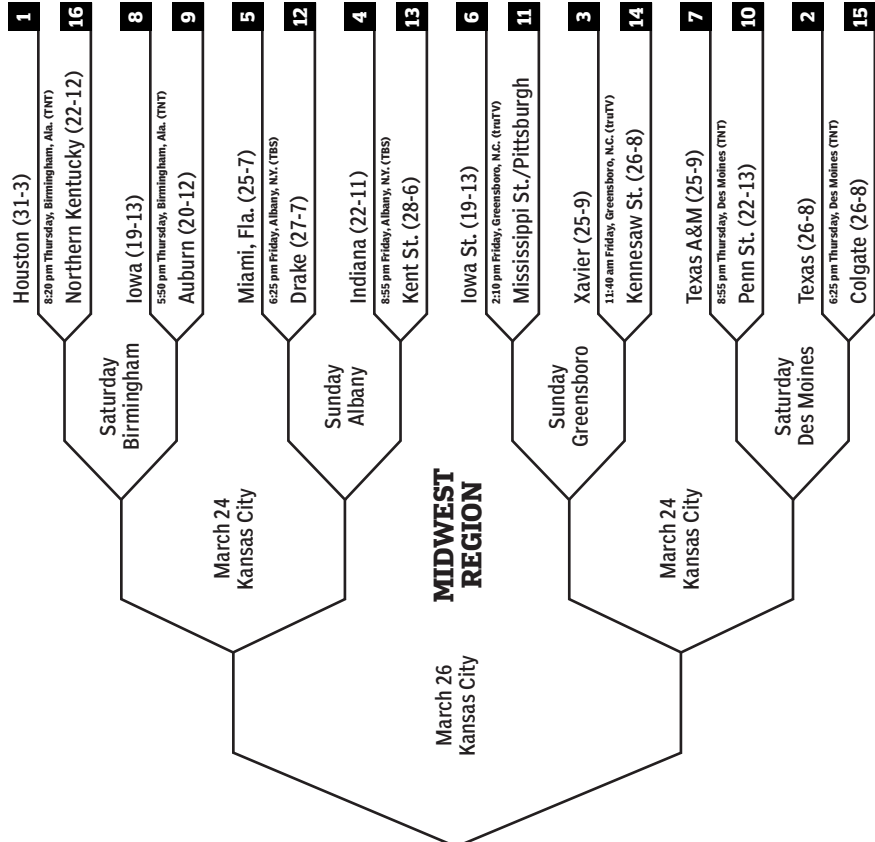 1
Houston (31-3)
8:20 pm Thursday, Birmingham, Ala. (TNT)
16
Northern Kentucky (22-12)
8
Iowa (19-13)
5:50 pm Thursday, Birmingham, Ala. (TNT)
9
Auburn (20-12)
5
Miami, Fla. (25-7)
6:25 pm Friday, Albany, N.Y. (TBS)
12
Drake (27-7)
4
Indiana (22-11)
8:55 pm Friday, Albany, N.Y. (TBS)
13
Kent St. (28-6)
6
Iowa St. (19-13)
2:10 pm Friday, Greensboro, N.C. (truTV)
11
Mississippi St./Pittsburgh
3
Xavier (25-9)
11:40 am Friday, Greensboro, N.C. (truTV)
14
Kennesaw St. (26-8)
7
Texas A&M (25-9)
8:55 pm Thursday, Des Moines (TNT)
10
Penn St. (22-13)
2
Texas (26-8)
6:25 pm Thursday, Des Moines (TNT)
15
Colgate (26-8)
Saturday
Birmingham
Sunday
Albany
Sunday
Greensboro
Saturday
Des Moines
March 24
Kansas City
MIDWEST
REGION
March 24
Kansas City
March 26
Kansas City